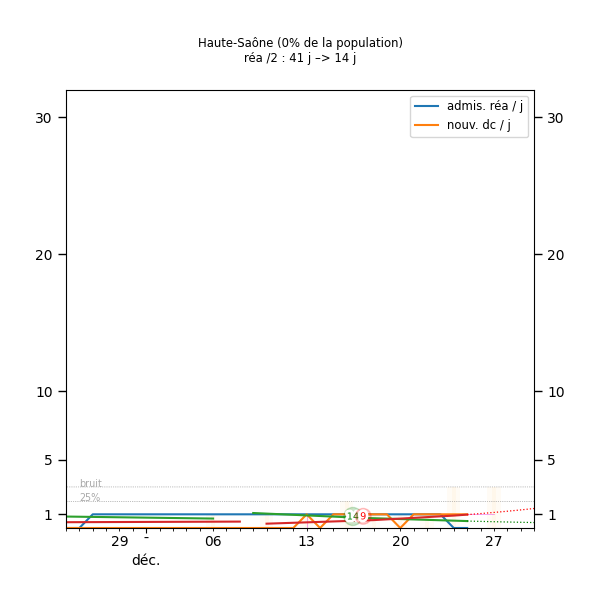 Haute-Saône (0% de la population)
réa /2 : 41 j –> 14 j
admis. réa / j
nouv. dc / j
30 30
20 20
10 10
5 5
bruit
25%
1 14 9 1
29 - 06 13 20 27
déc.